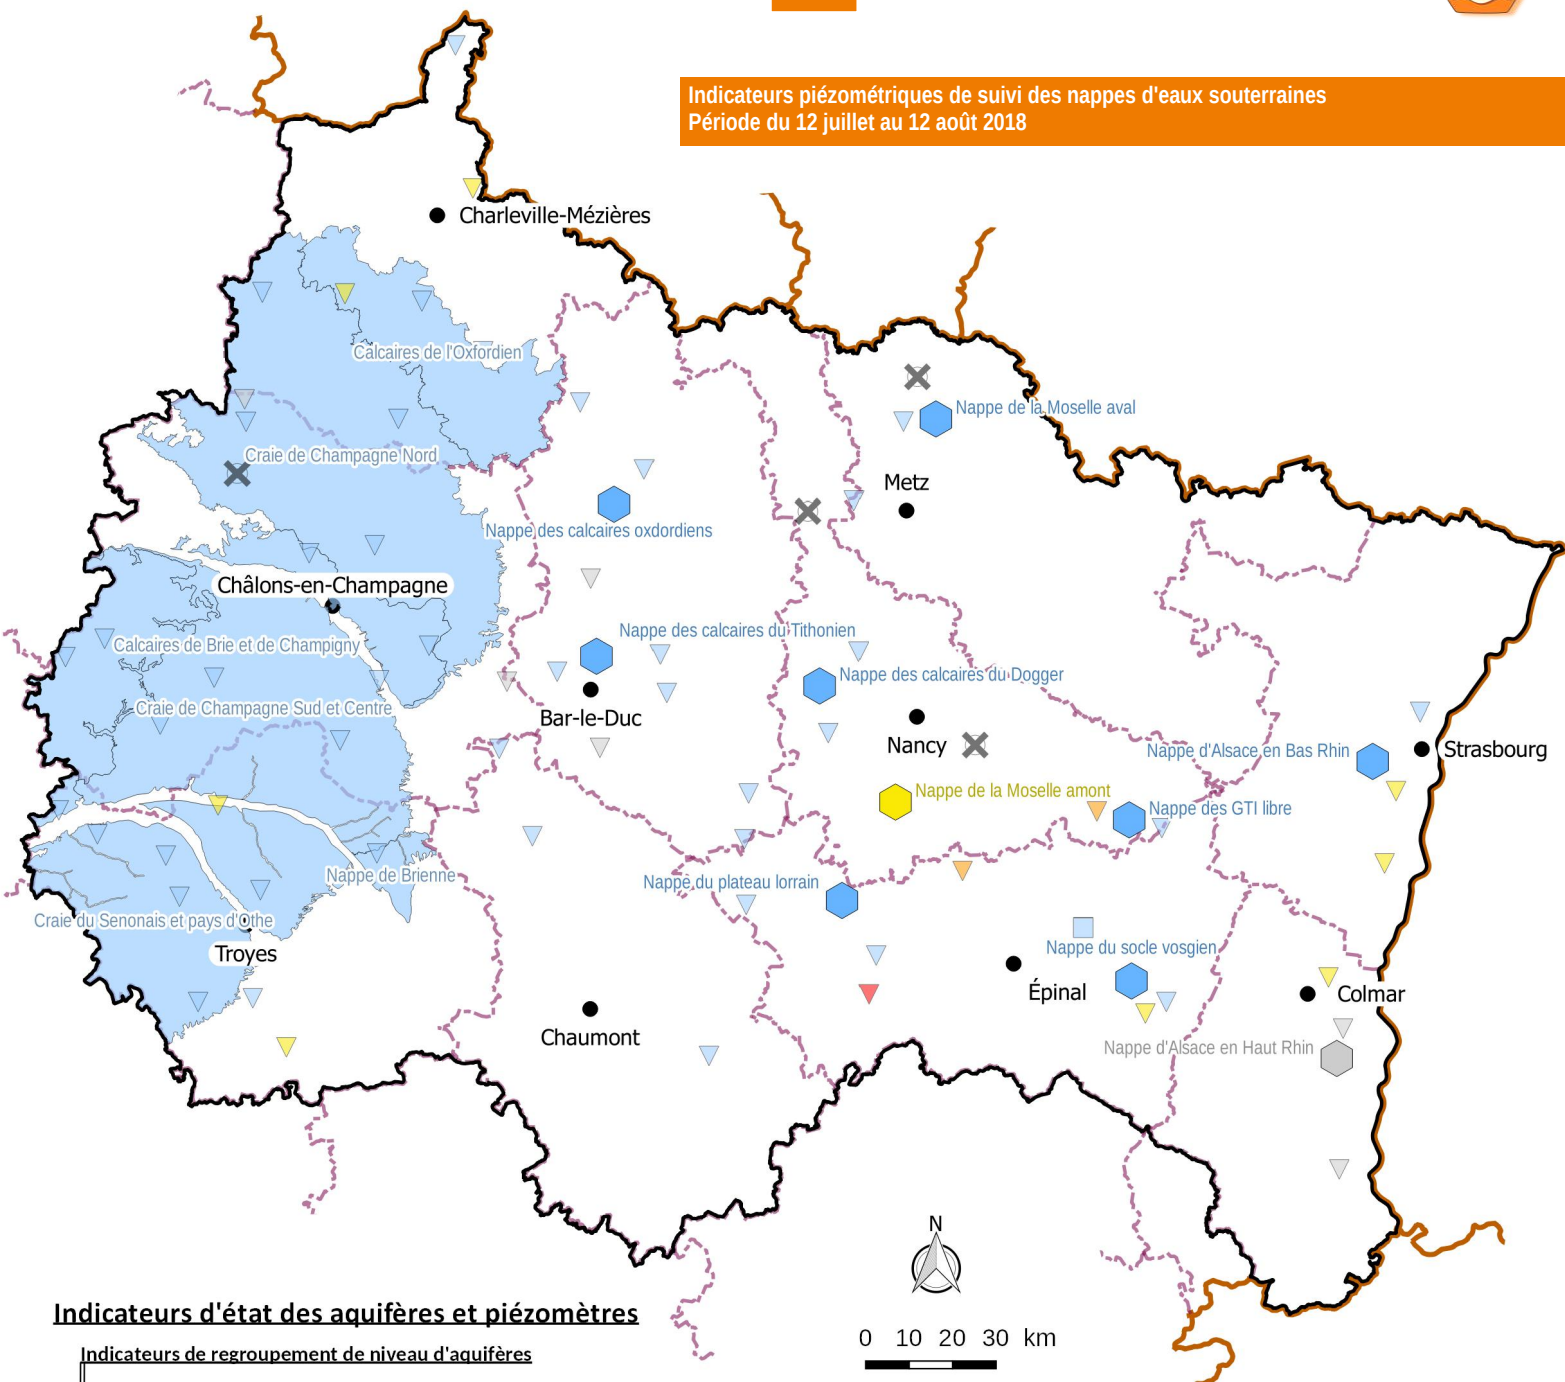 Indicateurs piézométriques de suivi des nappes d'eaux souterraines
Période du 12 juillet au 12 août 2018
Charleville-Mézières
Calcaires de l'Oxfordien
Nappe de la Moselle aval
Craie de Champagne Nord
Metz
Nappe des calcaires oxdordiens
Châlons-en-Champagne
Nappe des calcaires du Tithonien
Calcaires de Brie et de Champigny
Nappe des calcaires du Dogger
Craie de Champagne Sud et Centre
Bar-le-Duc
Nancy
Nappe d'Alsace en Bas Rhin
Strasbourg
Nappe de la Moselle amont
Nappe des GTI libre
Nappe de Brienne
Nappe du plateau lorrain
Craie du Senonais et pays d'Othe
Troyes
Nappe du socle vosgien
Épinal
Colmar
Chaumont
Nappe d'Alsace en Haut Rhin
N
Indicateurs d'état des aquifères et piézomètres
0 10 20 30 km
Indicateurs de regroupement de niveau d'aquifères